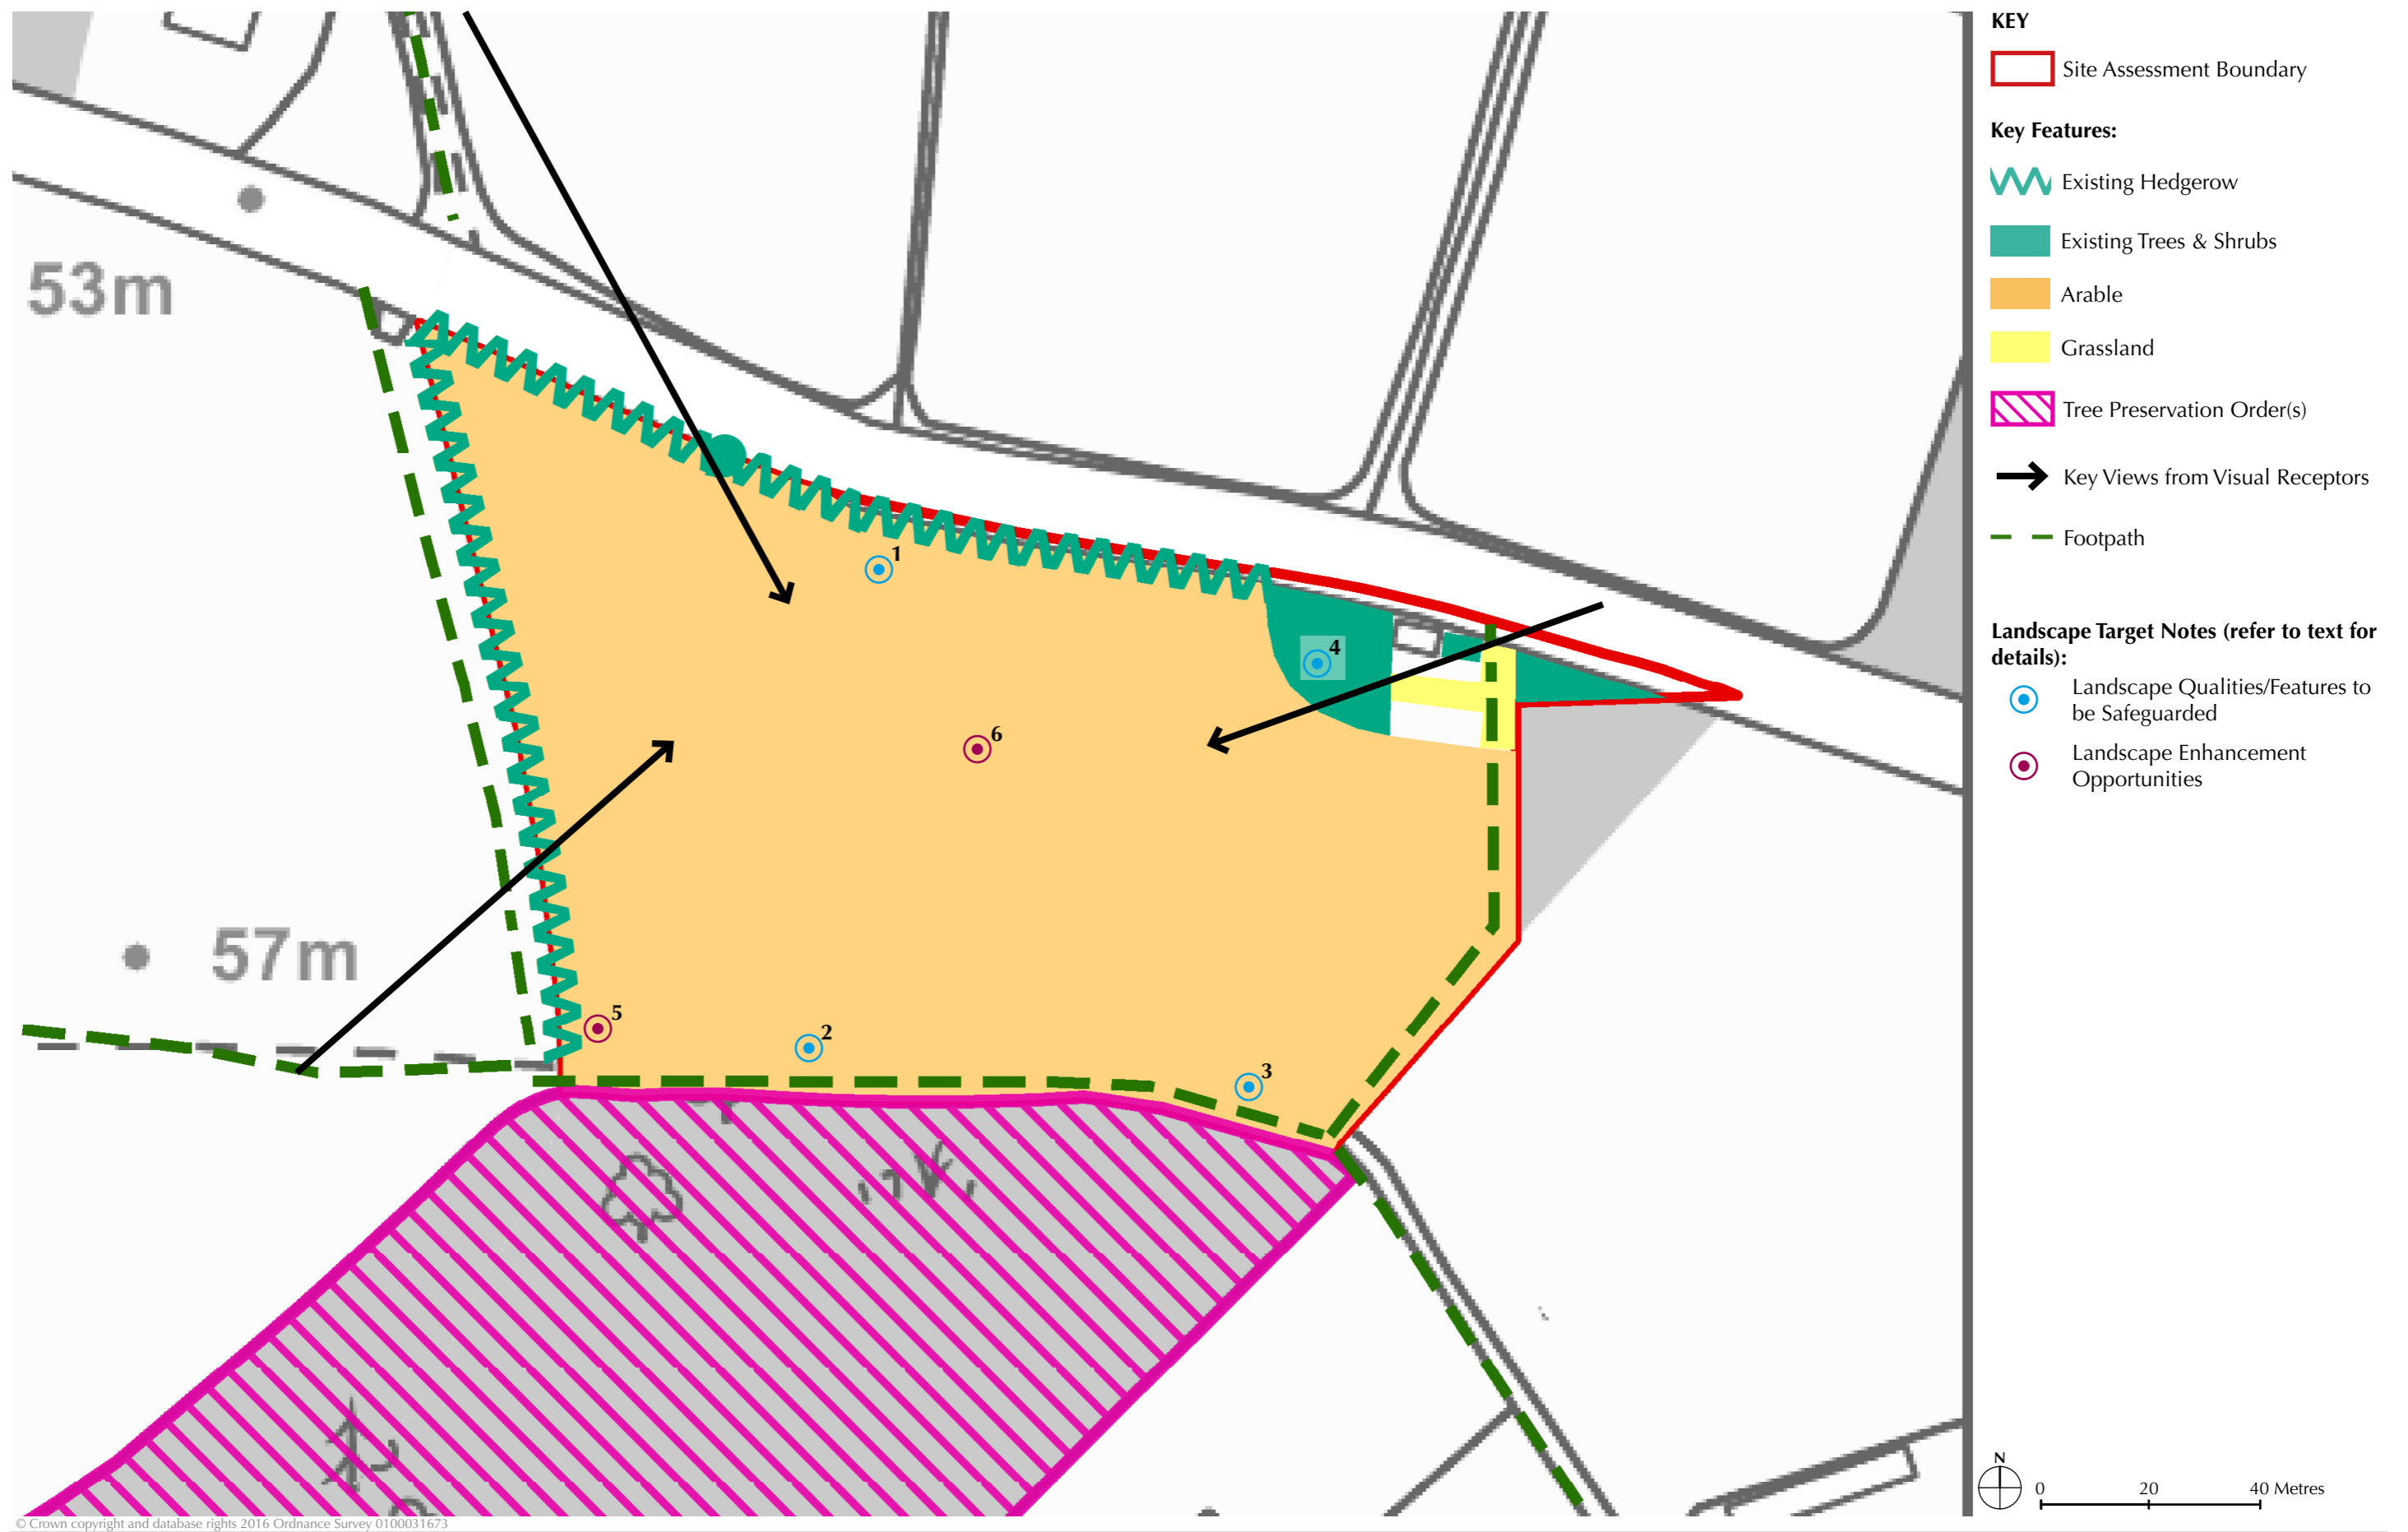 53m
57m
1
4
6
5
2
3
© Crown copyright and database rights 2016 Ordnance Survey 0100031673
KEY
Site Assessment Boundary
Key Features:
Existing Hedgerow
Existing Trees & Shrubs
Arable
Grassland
Tree Preservation Order(s)
Key Views from Visual Receptors
Footpath
Landscape Target Notes (refer to text for
details):
Landscape Qualities/Features to
be Safeguarded
Landscape Enhancement
Opportunities
N
0 20 40 Metres